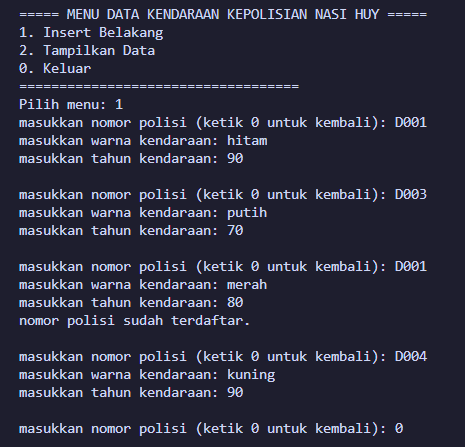 ===== MENU DATA KENDARAAN KEPOLISIAN NASI HUY =====
1. Insert Belakang
2. Tampilkan Data
0. Keluar
===================================
Pilih menu: 1
masukkan nomor polisi (ketik 0 untuk kembali): D001
masukkan warna kendaraan: hitam
masukkan tahun kendaraan: 90
masukkan nomor polisi (ketik 0 untuk kembali): D003
masukkan warna kendaraan: putih
masukkan tahun kendaraan: 70
masukkan nomor polisi (ketik 0 untuk kembali): D001
masukkan warna kendaraan: merah
masukkan tahun kendaraan: 80
nomor polisi sudah terdaftar.
masukkan nomor polisi (ketik 0 untuk kembali): D004
masukkan warna kendaraan: kuning
masukkan tahun kendaraan: 90
masukkan nomor polisi (ketik 0 untuk kembali): 0